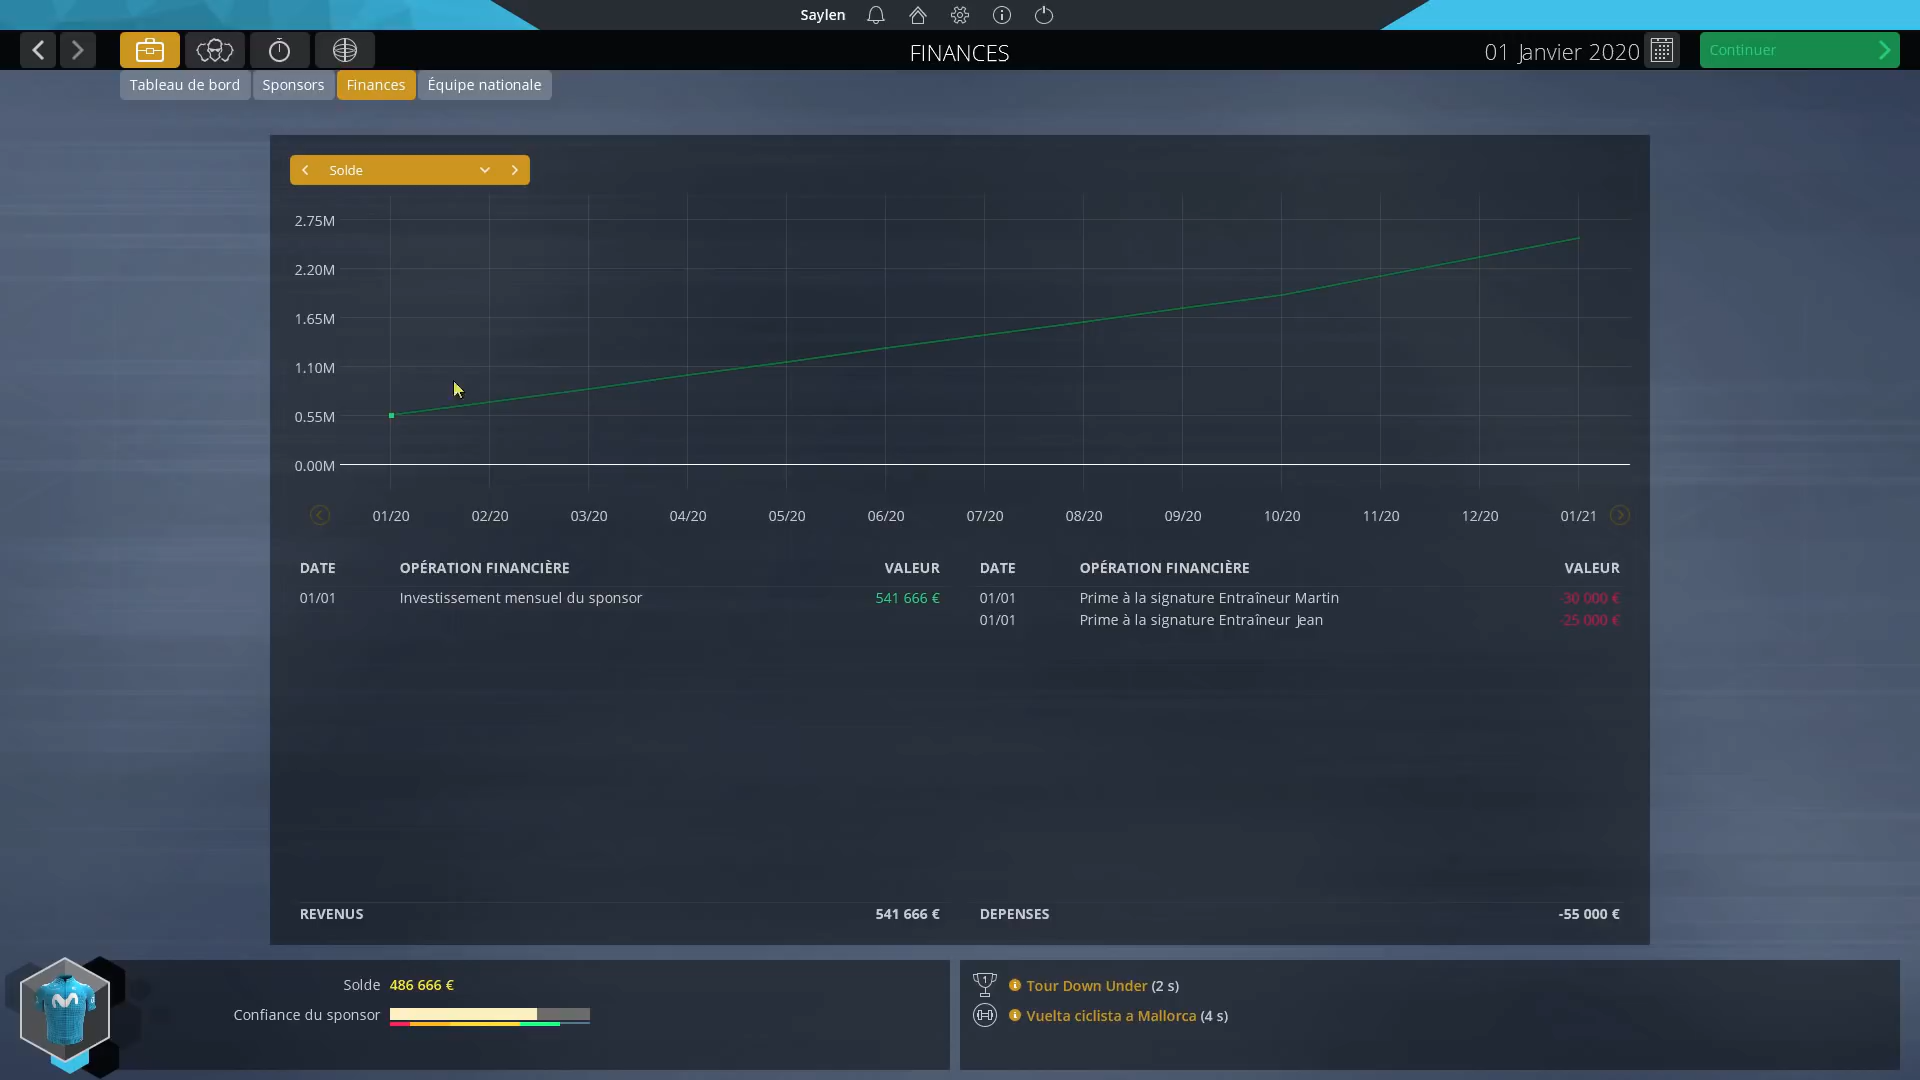 Saylen
FINANCES
01 Janvier 2020
Continuer
Tableau de bord
Sponsors
Finances
Équipe nationale
Solde
2.75M
2.20M
1.65M
1.10M
0.55M
0.00M
01/20 02/20 03/20 04/20 05/20 06/20 07/20 08/20 09/20 10/20 11/20 12/20 01/21
DATE OPÉRATION FINANCIÈRE VALEUR
01/01 Investissement mensuel du sponsor 541 666 €
REVENUS 541 666 €
DATE OPÉRATION FINANCIÈRE VALEUR
01/01 Prime à la signature Entraîneur Martin -30 000 €
01/01 Prime à la signature Entraîneur Jean -25 000 €
DEPENSES -55 000 €
Solde 486 666 €
Confiance du sponsor
1 Tour Down Under (2 s)
Vuelta ciclista a Mallorca (4 s)